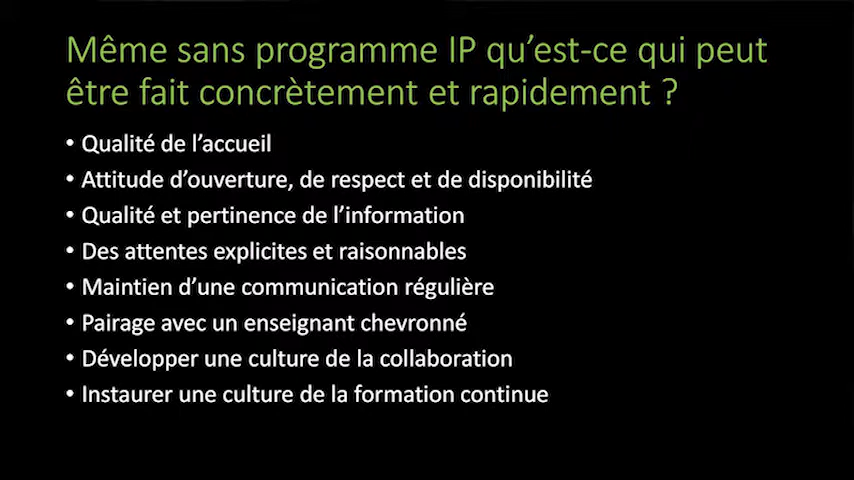 Même sans programme IP qu’est-ce qui peut
être fait concrètement et rapidement ?
• Qualité de l’accueil
• Attitude d’ouverture, de respect et de disponibilité
• Qualité et pertinence de l’information
• Des attentes explicites et raisonnables
• Maintien d’une communication régulière
• Pairage avec un enseignant chevronné
• Développer une culture de la collaboration
• Instaurer une culture de la formation continue